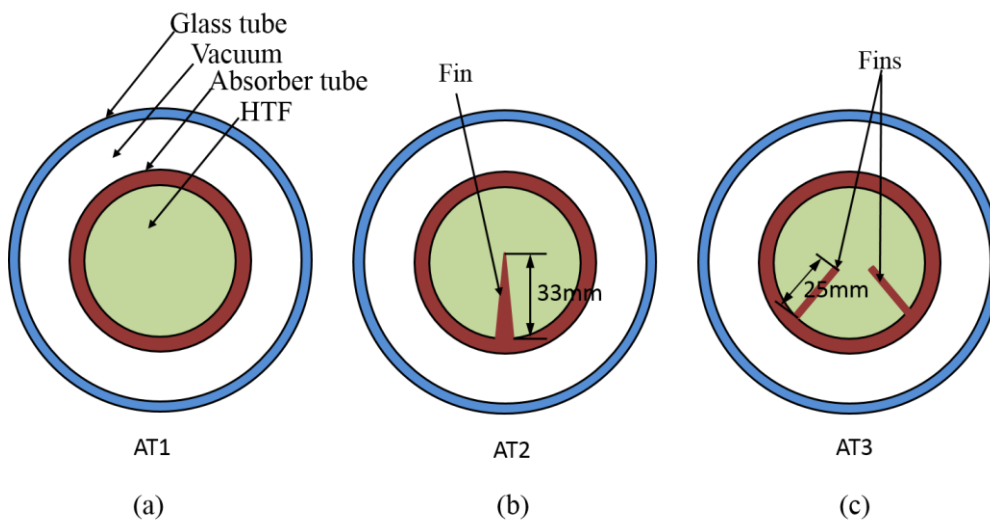 Glass tube
Vacuum
Absorber tube
HTF
Fin
Fins
33mm
25mm
AT1
AT2
AT3
(a)
(b)
(c)